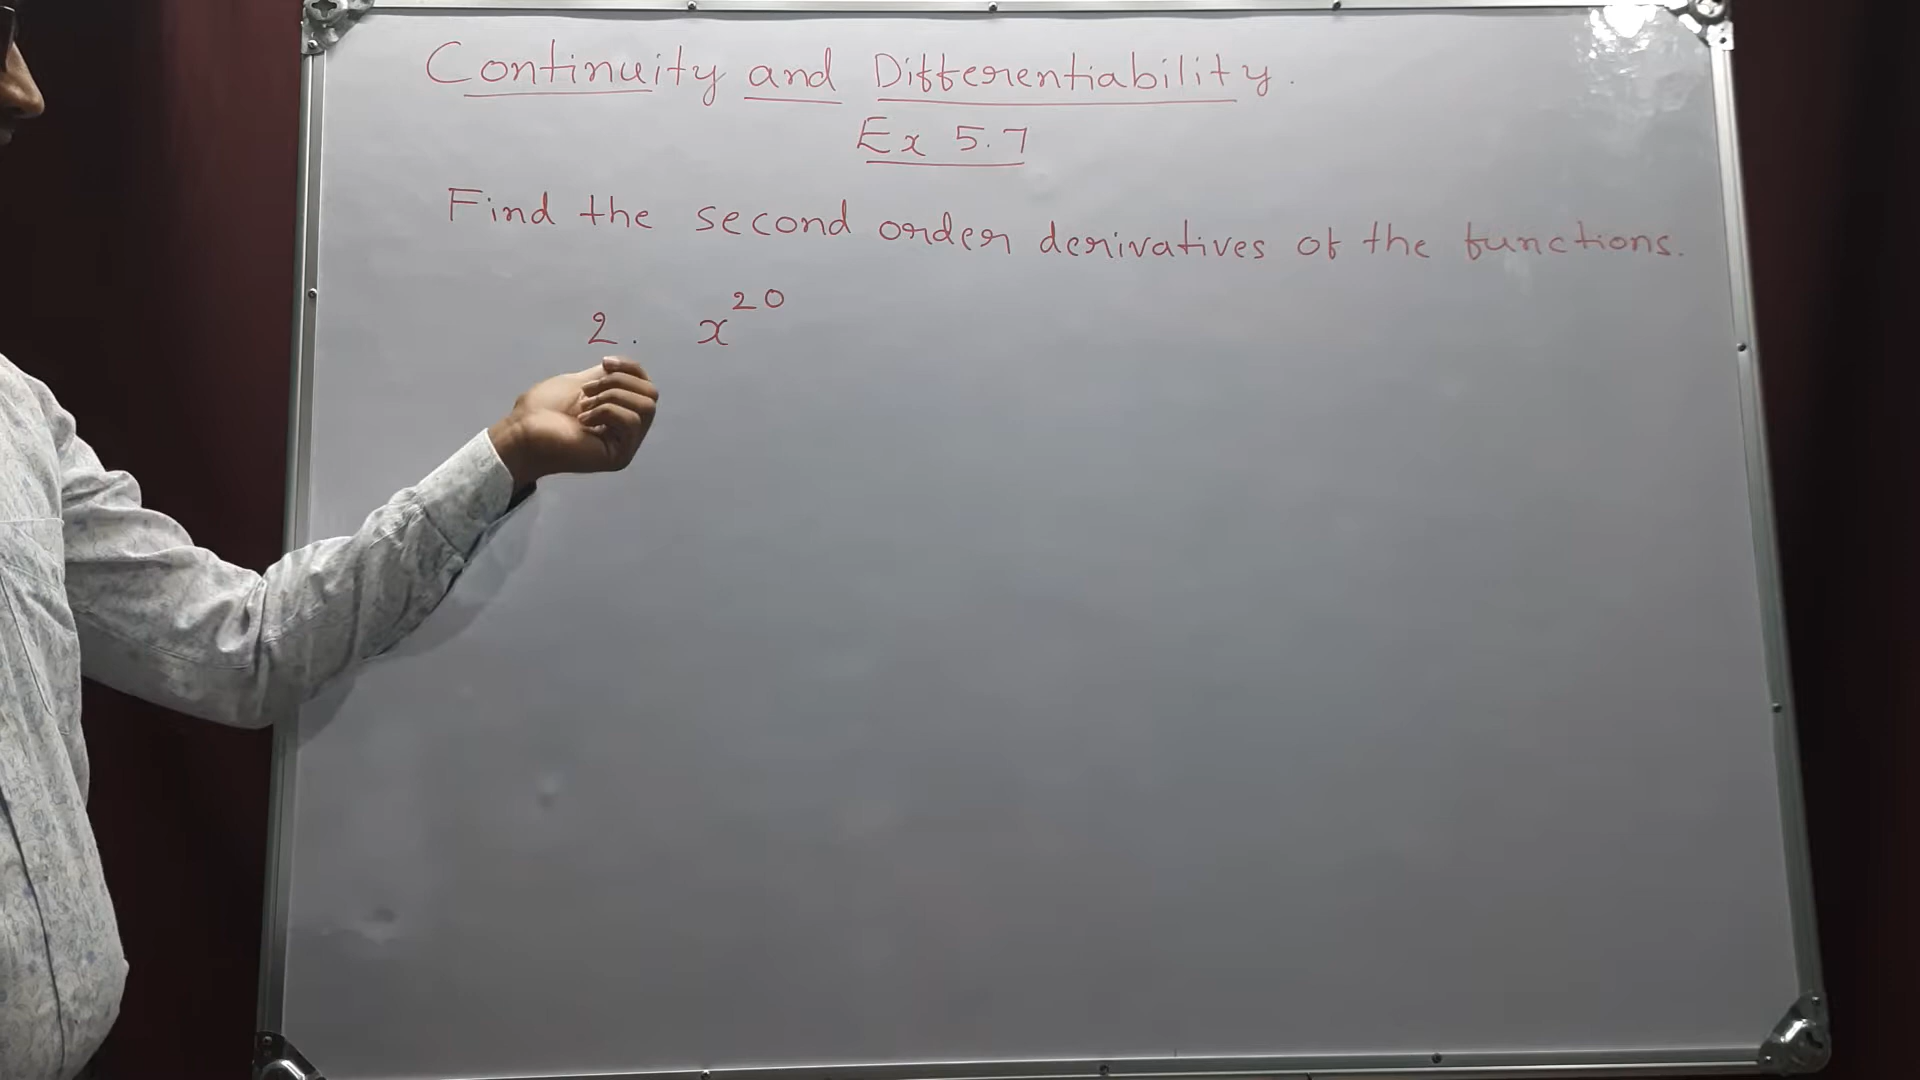 Continuity and Differentiability.
Ex 5.7
Find the second order derivatives of the functions.
2. x²⁰